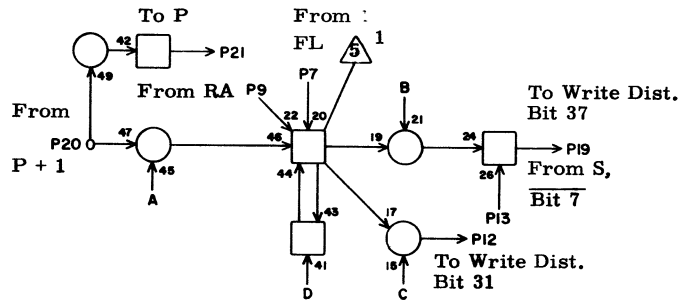 To P
From :
FL
5
1
42
P21
49
From RA
P9
P7
B
To Write Dist.
Bit 37
From
22
20
21
P20
47
46
19
24
P19
P + 1
45
44
26
From S,
Bit 7
A
43
17
P13
41
15
P12
To Write Dist.
Bit 31
D
C